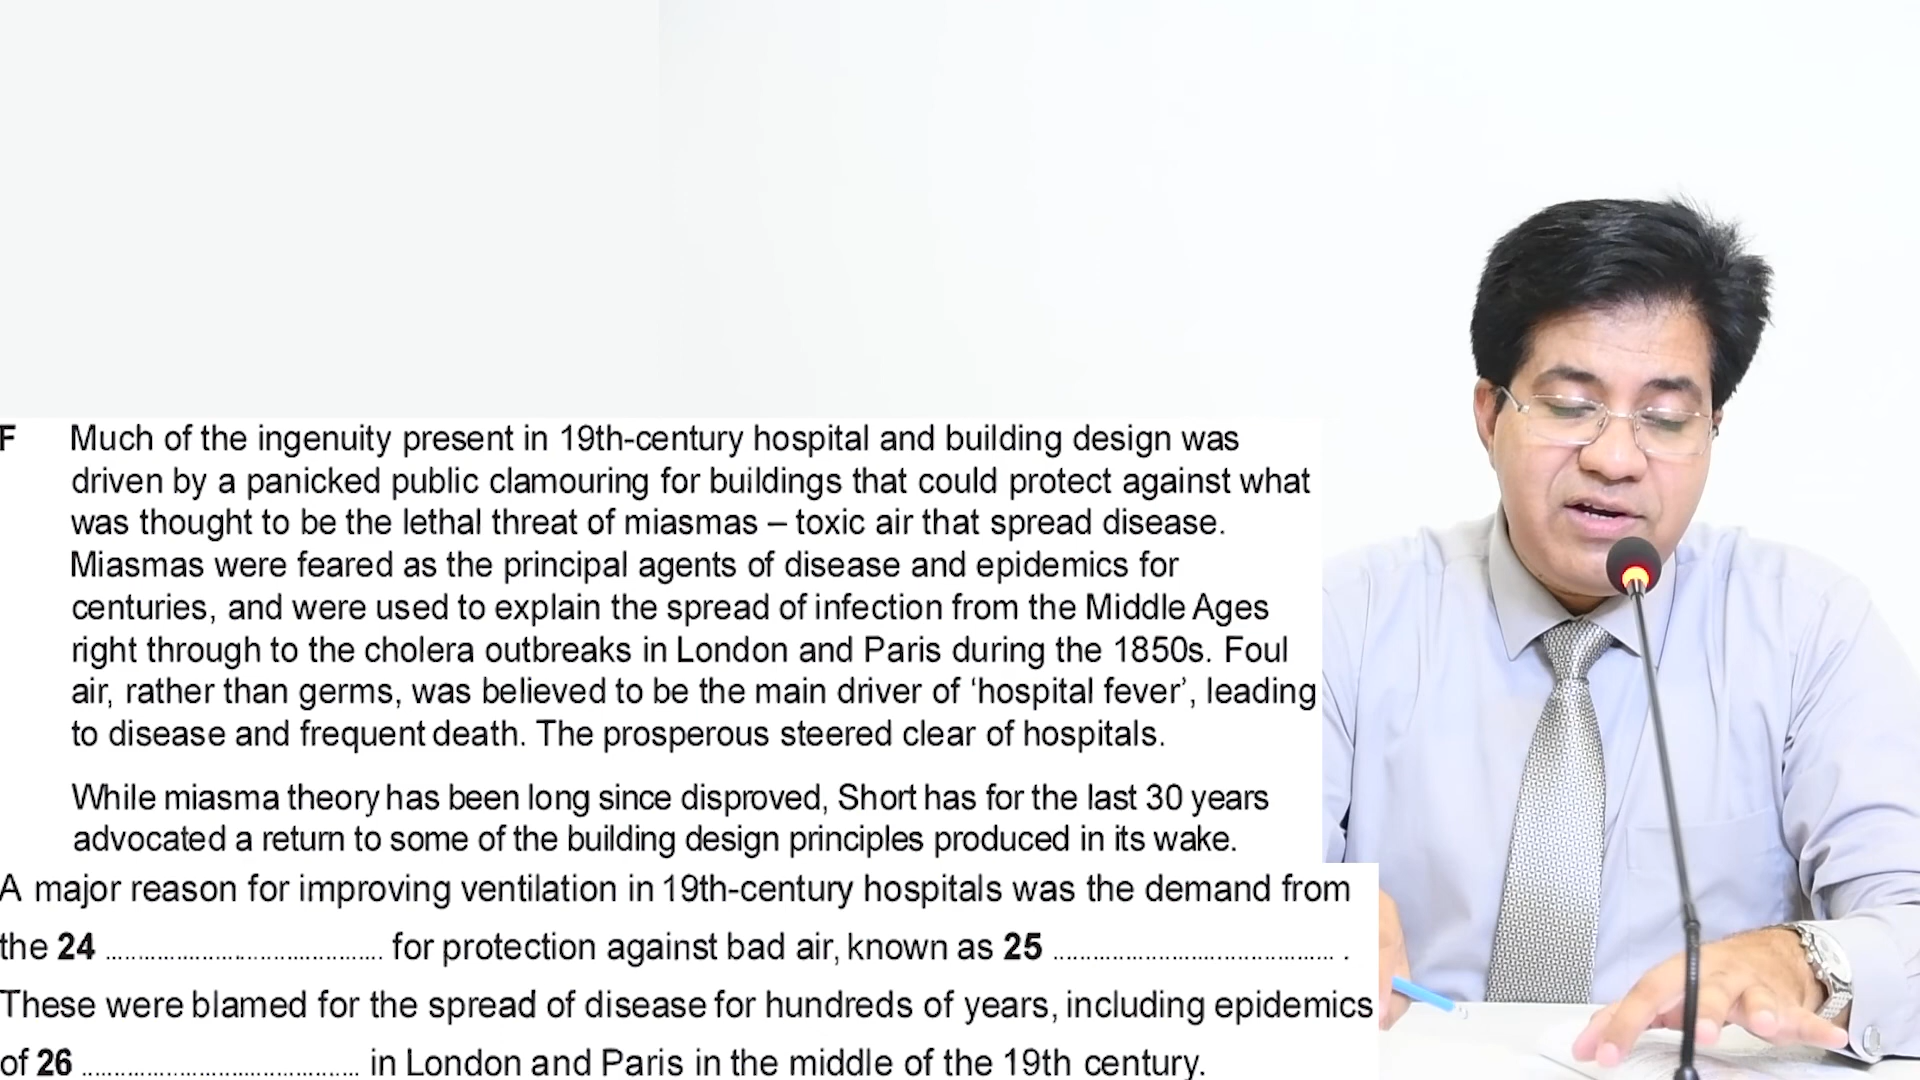 F Much of the ingenuity present in 19th-century hospital and building design was
driven by a panicked public clamouring for buildings that could protect against what
was thought to be the lethal threat of miasmas – toxic air that spread disease.
Miasmas were feared as the principal agents of disease and epidemics for
centuries, and were used to explain the spread of infection from the Middle Ages
right through to the cholera outbreaks in London and Paris during the 1850s. Foul
air, rather than germs, was believed to be the main driver of ‘hospital fever’, leading
to disease and frequent death. The prosperous steered clear of hospitals.
While miasma theory has been long since disproved, Short has for the last 30 years
advocated a return to some of the building design principles produced in its wake.
A major reason for improving ventilation in 19th-century hospitals was the demand from
the 24 ........................................ for protection against bad air, known as 25 ........................................ .
These were blamed for the spread of disease for hundreds of years, including epidemics
of 26 ........................................ in London and Paris in the middle of the 19th century.